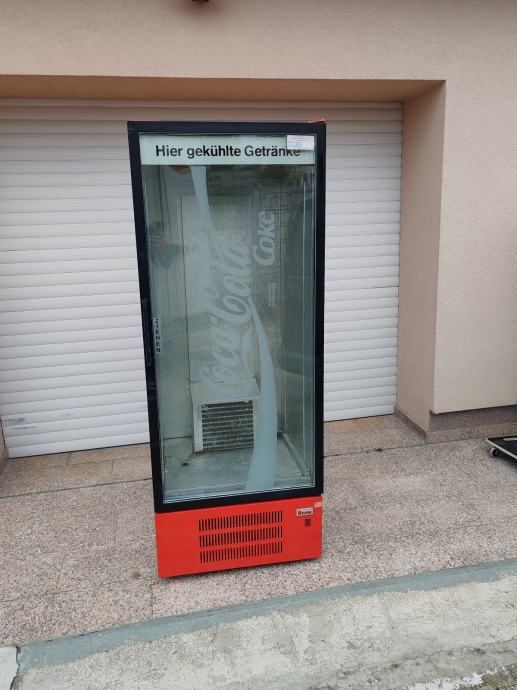 Hier gekühlte Getränke
Coca-Cola
Coke
ZIEHEN